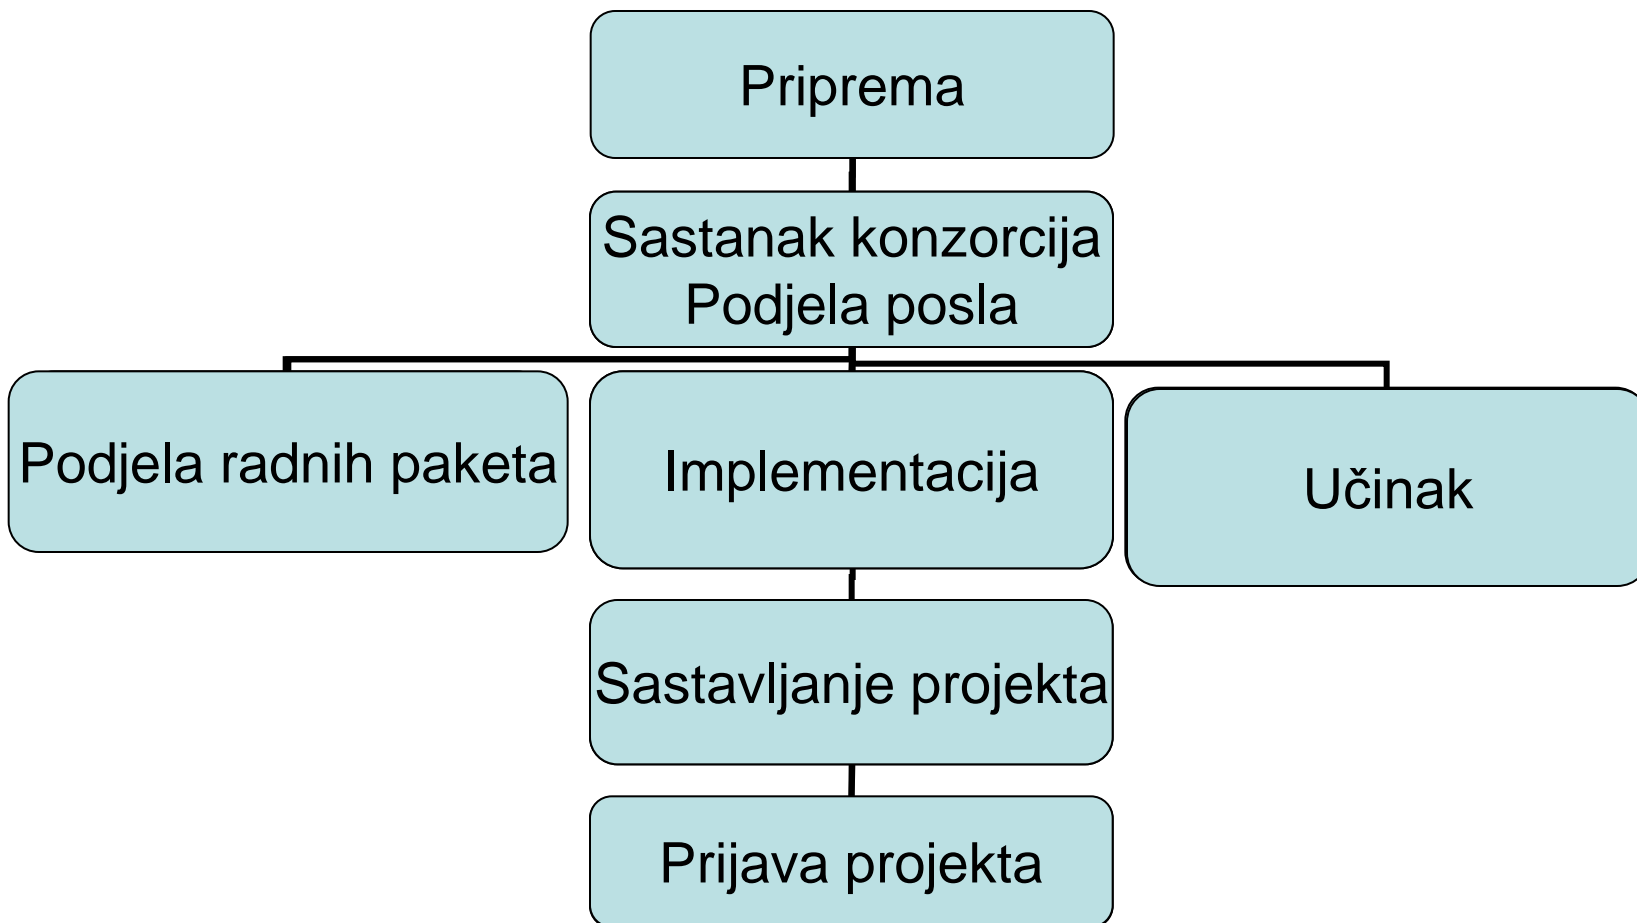 Priprema
Sastanak konzorcija
Podjela posla
Podjela radnih paketa
Implementacija
Učinak
Sastavljanje projekta
Prijava projekta